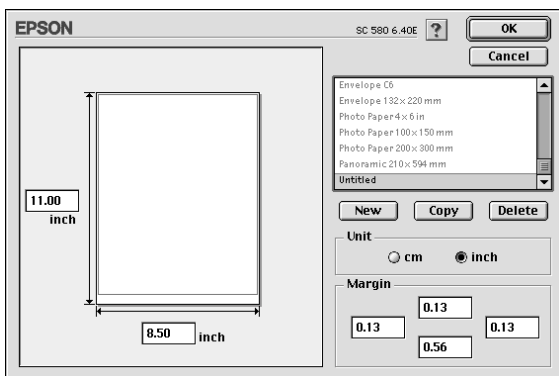 EPSON
SC 580 6.40E
?
OK
Cancel
Envelope C6
Envelope 132 x 220 mm
Photo Paper 4 x 6 in
Photo Paper 100 x 150 mm
Photo Paper 200 x 300 mm
Panoramic 210 x 594 mm
Untitled
New Copy Delete
Unit
cm inch
Margin
0.13
0.13 0.13
0.56
11.00
inch
8.50 inch